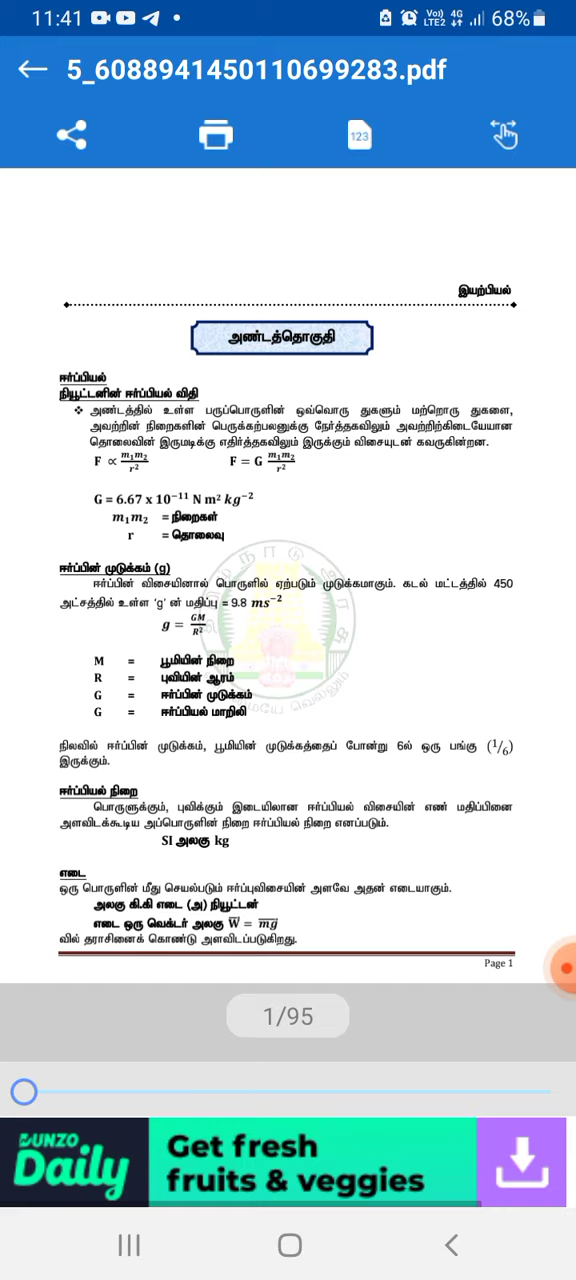 11:41
Vo)) 4G
LTE2
68%
5_6088941450110699283.pdf
123
இயற்பியல்
அண்டத்தொகுதி
ஈர்ப்பியல்
நியூட்டனின் ஈர்ப்பியல் விதி
❖ அண்டத்தில் உள்ள பருப்பொருளின் ஒவ்வொரு துகளும் மற்றொரு துகளை,
அவற்றின் நிறைகளின் பெருக்கற்பலனுக்கு நேர்த்தகவிலும் அவற்றிற்கிடையேயான
தொலைவின் இருமடிக்கு எதிர்த்தகவிலும் இருக்கும் விசையுடன் கவருகின்றன.
F ∝ m₁m₂/r² F = G m₁m₂/r²
G = 6.67 x 10⁻¹¹ N m² kg⁻²
m₁m₂ = நிறைகள்
r = தொலைவு
ஈர்ப்பின் முடுக்கம் (g)
ஈர்ப்பின் விசையினால் பொருளில் ஏற்படும் முடுக்கமாகும். கடல் மட்டத்தில் 450
அட்சத்தில் உள்ள ‘g’ ன் மதிப்பு = 9.8 ms⁻²
g = GM/R²
M = பூமியின் நிறை
R = புவியின் ஆரம்
G = ஈர்ப்பின் முடுக்கம்
G = ஈர்ப்பியல் மாறிலி
நிலவில் ஈர்ப்பின் முடுக்கம், பூமியின் முடுக்கத்தைப் போன்று 6ல் ஒரு பங்கு (1/6)
இருக்கும்.
ஈர்ப்பியல் நிறை
பொருளுக்கும், புவிக்கும் இடையிலான ஈர்ப்பியல் விசையின் எண் மதிப்பினை
அளவிடக்கூடிய அப்பொருளின் நிறை ஈர்ப்பியல் நிறை எனப்படும்.
SI அலகு kg
எடை
ஒரு பொருளின் மீது செயல்படும் ஈர்ப்புவிசையின் அளவே அதன் எடையாகும்.
அலகு கி.கி எடை (அ) நியூட்டன்
எடை ஒரு வெக்டர் அலகு W̅ = m̅g̅
வில் தராசினைக் கொண்டு அளவிடப்படுகிறது.
Page 1
1/95
DUNZO
Daily
Get fresh
fruits & veggies